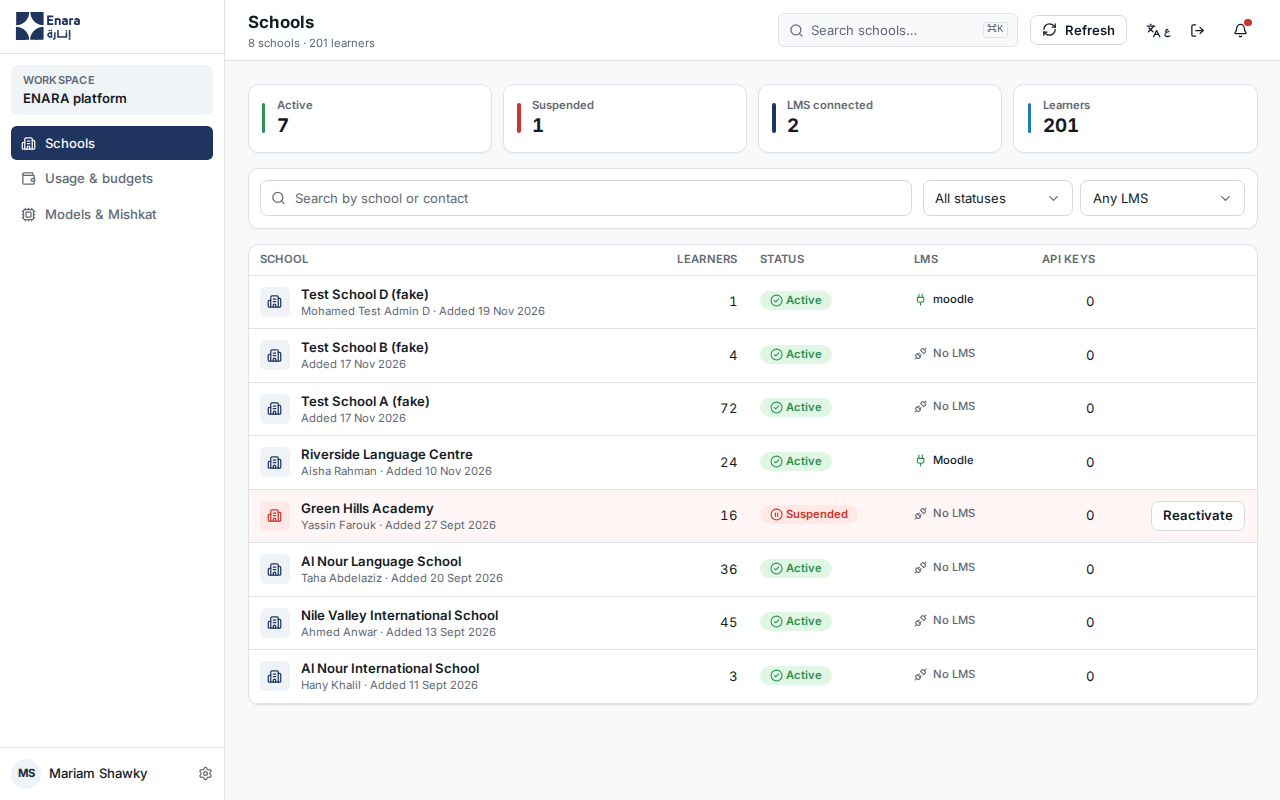 Enara
إنارة
WORKSPACE
ENARA platform
Schools
Usage & budgets
Models & Mishkat
MS
Mariam Shawky
Schools
8 schools · 201 learners
Search schools...
⌘K
Refresh
ع
Active
7
Suspended
1
LMS connected
2
Learners
201
Search by school or contact
All statuses
Any LMS
SCHOOL LEARNERS STATUS LMS API KEYS
Test School D (fake)
Mohamed Test Admin D · Added 19 Nov 2026
1 Active moodle 0
Test School B (fake)
Added 17 Nov 2026
4 Active No LMS 0
Test School A (fake)
Added 17 Nov 2026
72 Active No LMS 0
Riverside Language Centre
Aisha Rahman · Added 10 Nov 2026
24 Active Moodle 0
Green Hills Academy
Yassin Farouk · Added 27 Sept 2026
16 Suspended No LMS 0 Reactivate
Al Nour Language School
Taha Abdelaziz · Added 20 Sept 2026
36 Active No LMS 0
Nile Valley International School
Ahmed Anwar · Added 13 Sept 2026
45 Active No LMS 0
Al Nour International School
Hany Khalil · Added 11 Sept 2026
3 Active No LMS 0